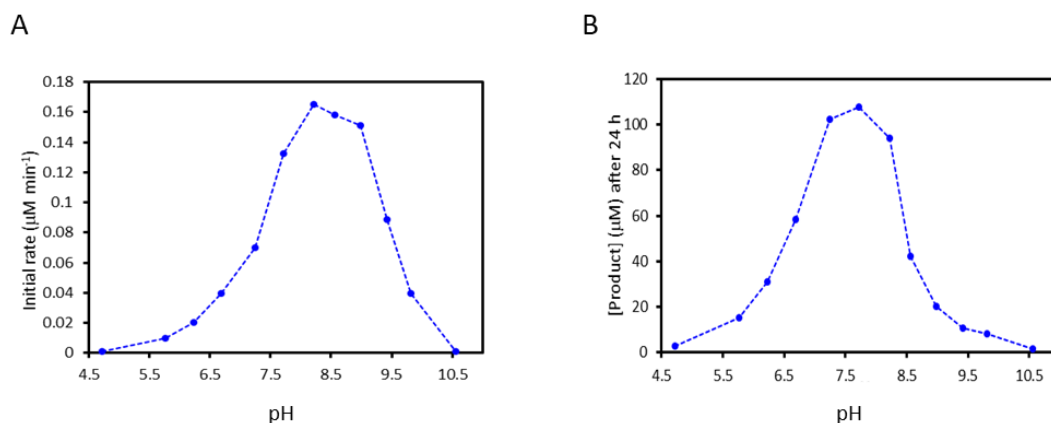 A
B
Initial rate (µM min⁻¹)
0.18
0.16
0.14
0.12
0.1
0.08
0.06
0.04
0.02
0
4.5 5.5 6.5 7.5 8.5 9.5 10.5
pH
[Product] (µM) after 24 h
120
100
80
60
40
20
0
4.5 5.5 6.5 7.5 8.5 9.5 10.5
pH